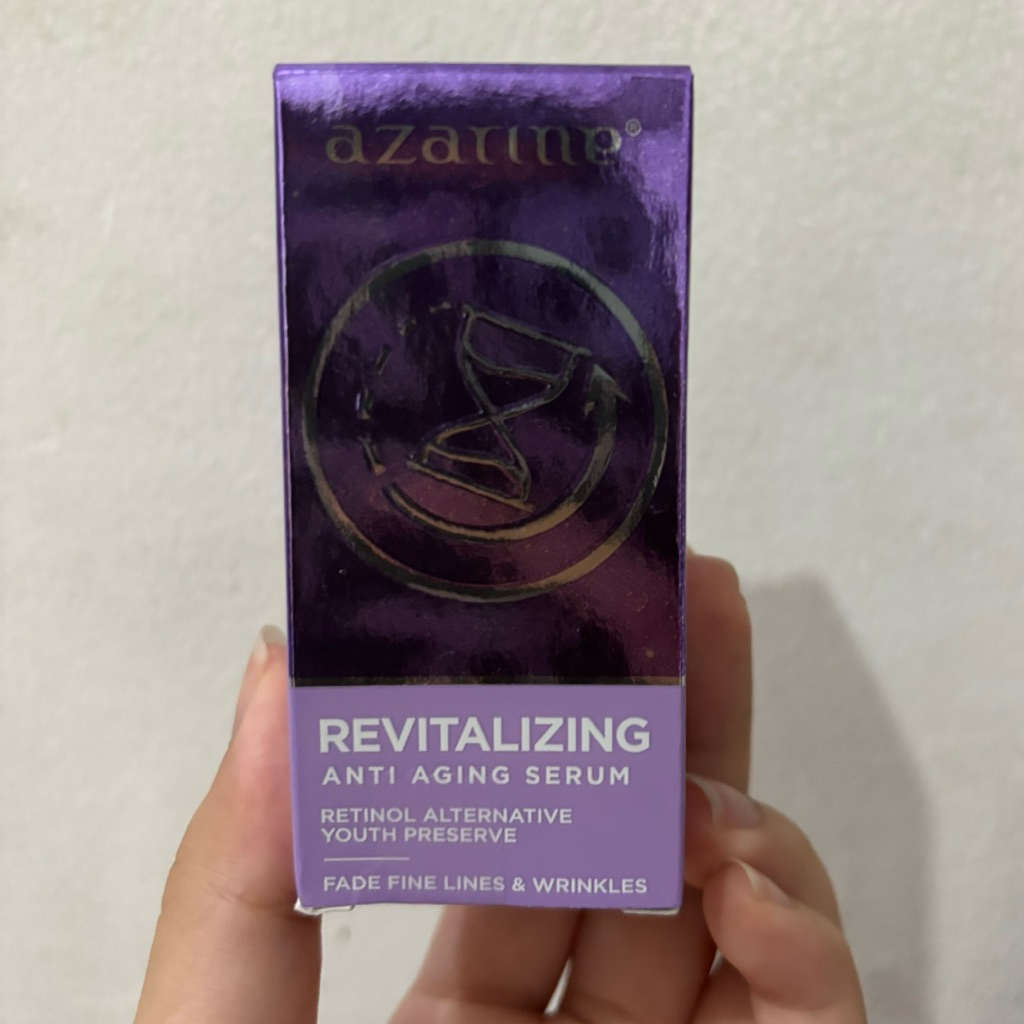 azarine®
REVITALIZING
ANTI AGING SERUM
RETINOL ALTERNATIVE
YOUTH PRESERVE
FADE FINE LINES & WRINKLES